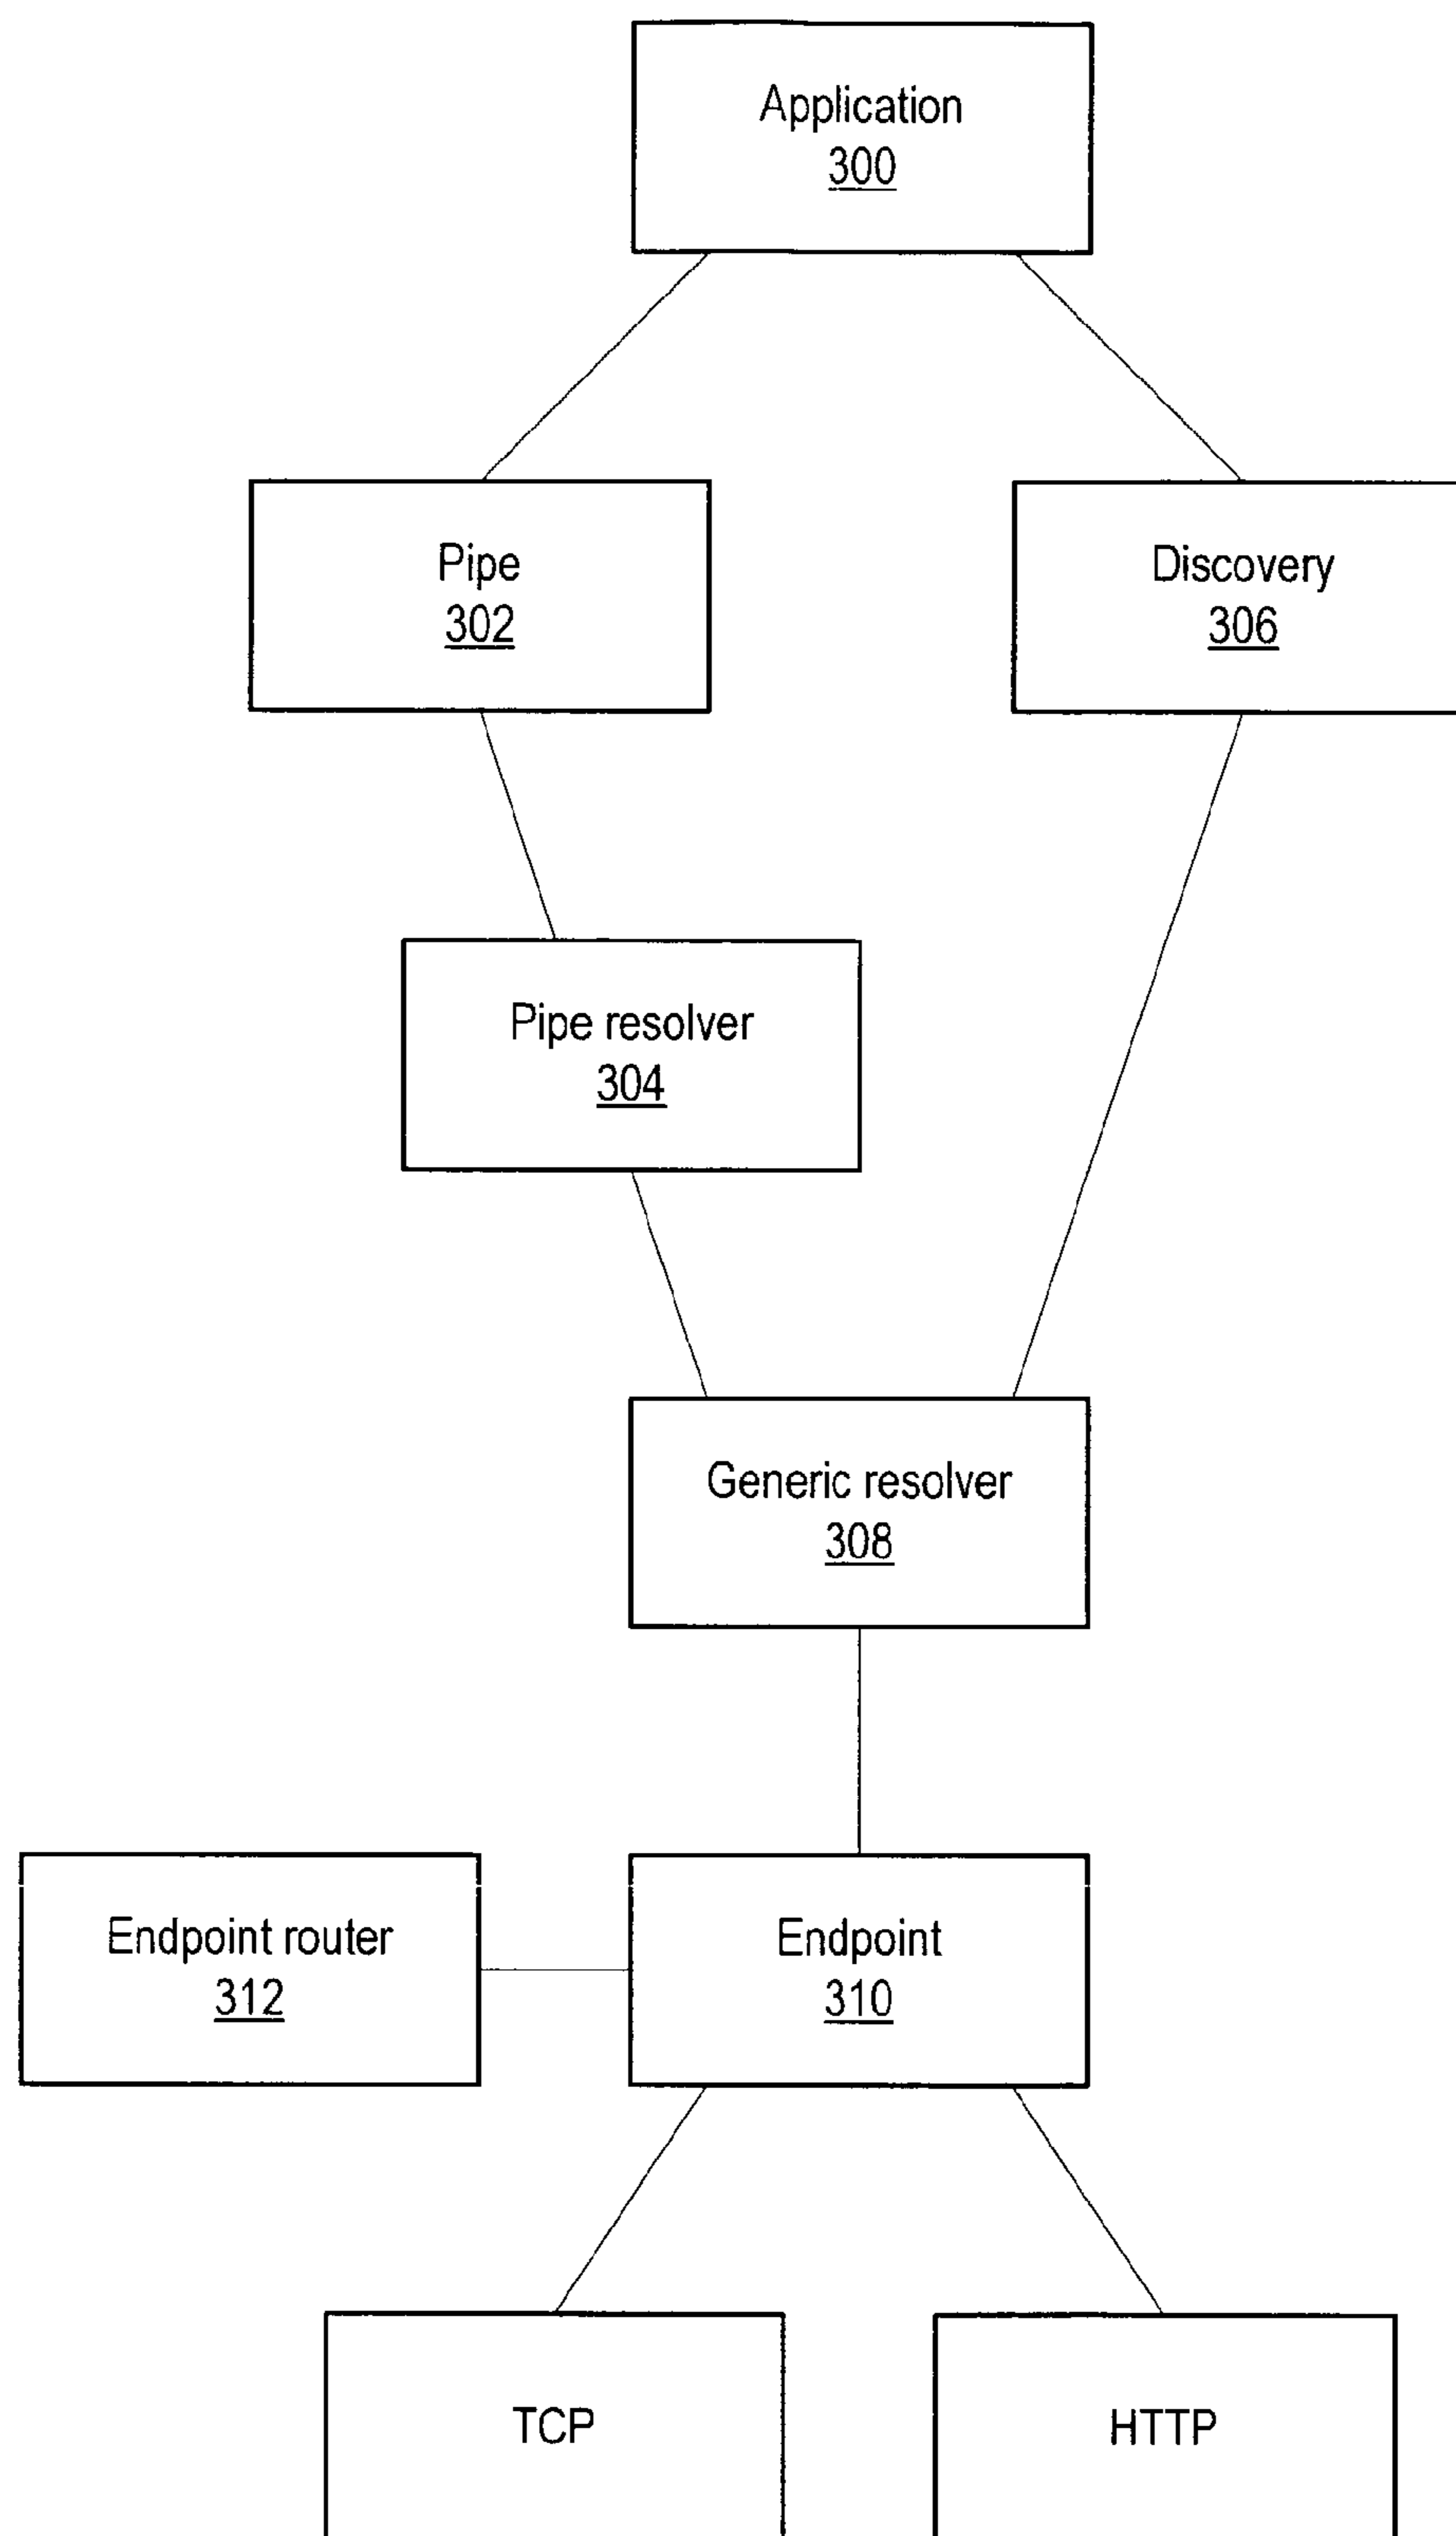 Application
300
Pipe
302
Discovery
306
Pipe resolver
304
Generic resolver
308
Endpoint router
312
Endpoint
310
TCP
HTTP